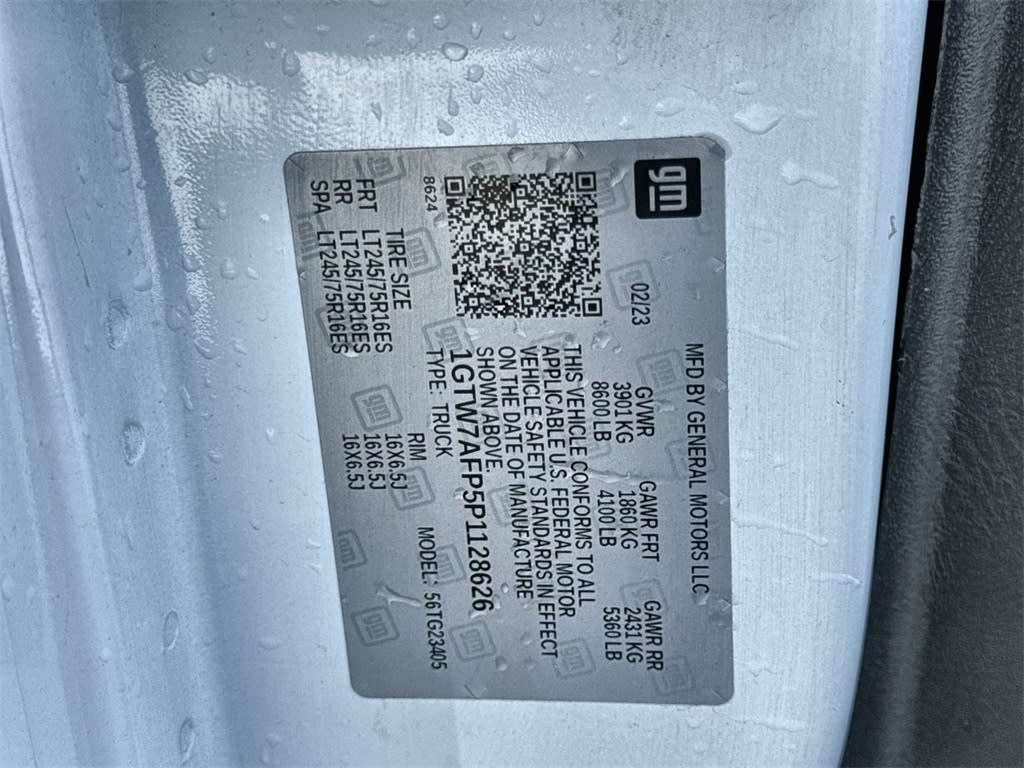 gm
MFD BY GENERAL MOTORS LLC
02/23 GVWR GAWR FRT GAWR RR
3901 KG 1860 KG 2431 KG
8600 LB 4100 LB 5360 LB
THIS VEHICLE CONFORMS TO ALL
APPLICABLE U.S. FEDERAL MOTOR
VEHICLE SAFETY STANDARDS IN EFFECT
ON THE DATE OF MANUFACTURE
SHOWN ABOVE.
1GTW7AFP5P1128626
8624 TYPE: TRUCK MODEL: 56TG23405
TIRE SIZE RIM
FRT LT245/75R16ES 16X6.5J
RR LT245/75R16ES 16X6.5J
SPA LT245/75R16ES 16X6.5J